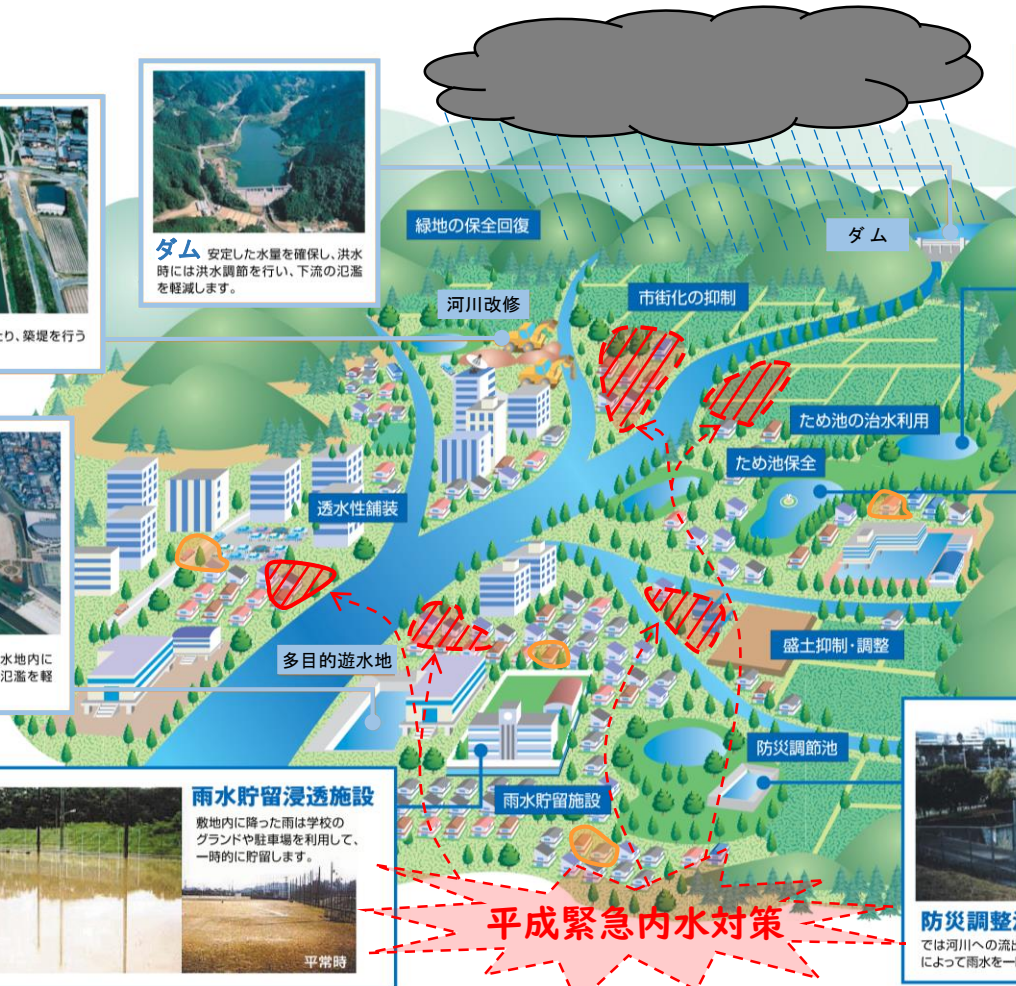 ダム 安定した水量を確保し、洪水
時には洪水調節を行い、下流の氾濫
を軽減します。
緑地の保全回復
ダム
河川改修
市街化の抑制
り、築堤を行う
ため池の治水利用
ため池保全
透水性舗装
盛土抑制・調整
水地内に
氾濫を軽
多目的遊水地
防災調節池
雨水貯留施設
雨水貯留浸透施設
敷地内に降った雨は学校の
グランドや駐車場を利用して、
一時的に貯留します。
平常時
平成緊急内水対策
防災調整
では河川への流出
によって雨水を一